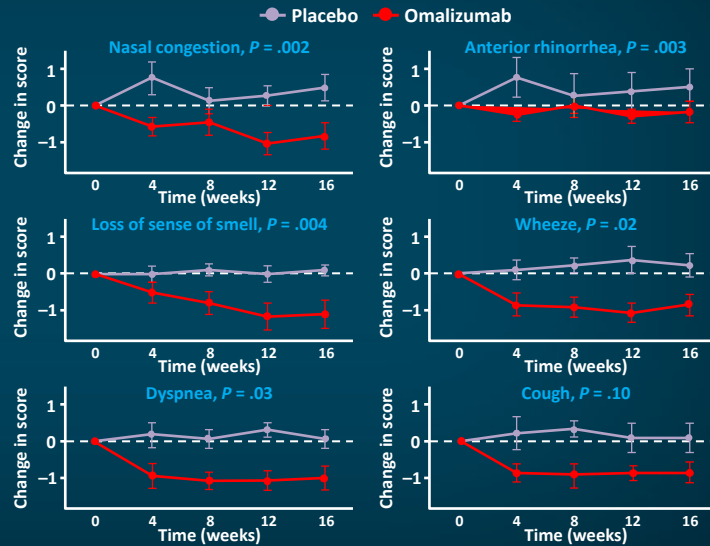 Placebo Omalizumab
Nasal congestion, P = .002
Change in score
1
0
−1
0 4 8 12 16
Time (weeks)
Anterior rhinorrhea, P = .003
Change in score
1
0
−1
0 4 8 12 16
Time (weeks)
Loss of sense of smell, P = .004
Change in score
1
0
−1
0 4 8 12 16
Time (weeks)
Wheeze, P = .02
Change in score
1
0
−1
0 4 8 12 16
Time (weeks)
Dyspnea, P = .03
Change in score
1
0
−1
0 4 8 12 16
Time (weeks)
Cough, P = .10
Change in score
1
0
−1
0 4 8 12 16
Time (weeks)